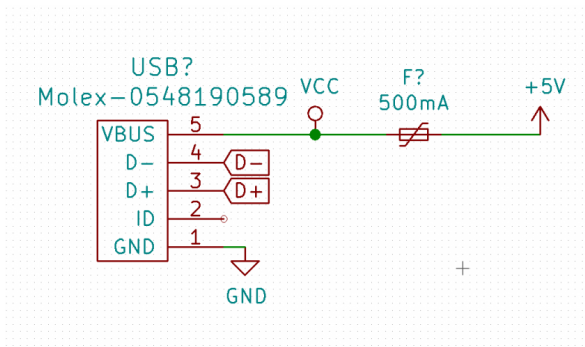 USB?
Molex-0548190589
VCC
F?
500mA
+5V
VBUS 5
D- 4 D-
D+ 3 D+
ID 2
GND 1
GND